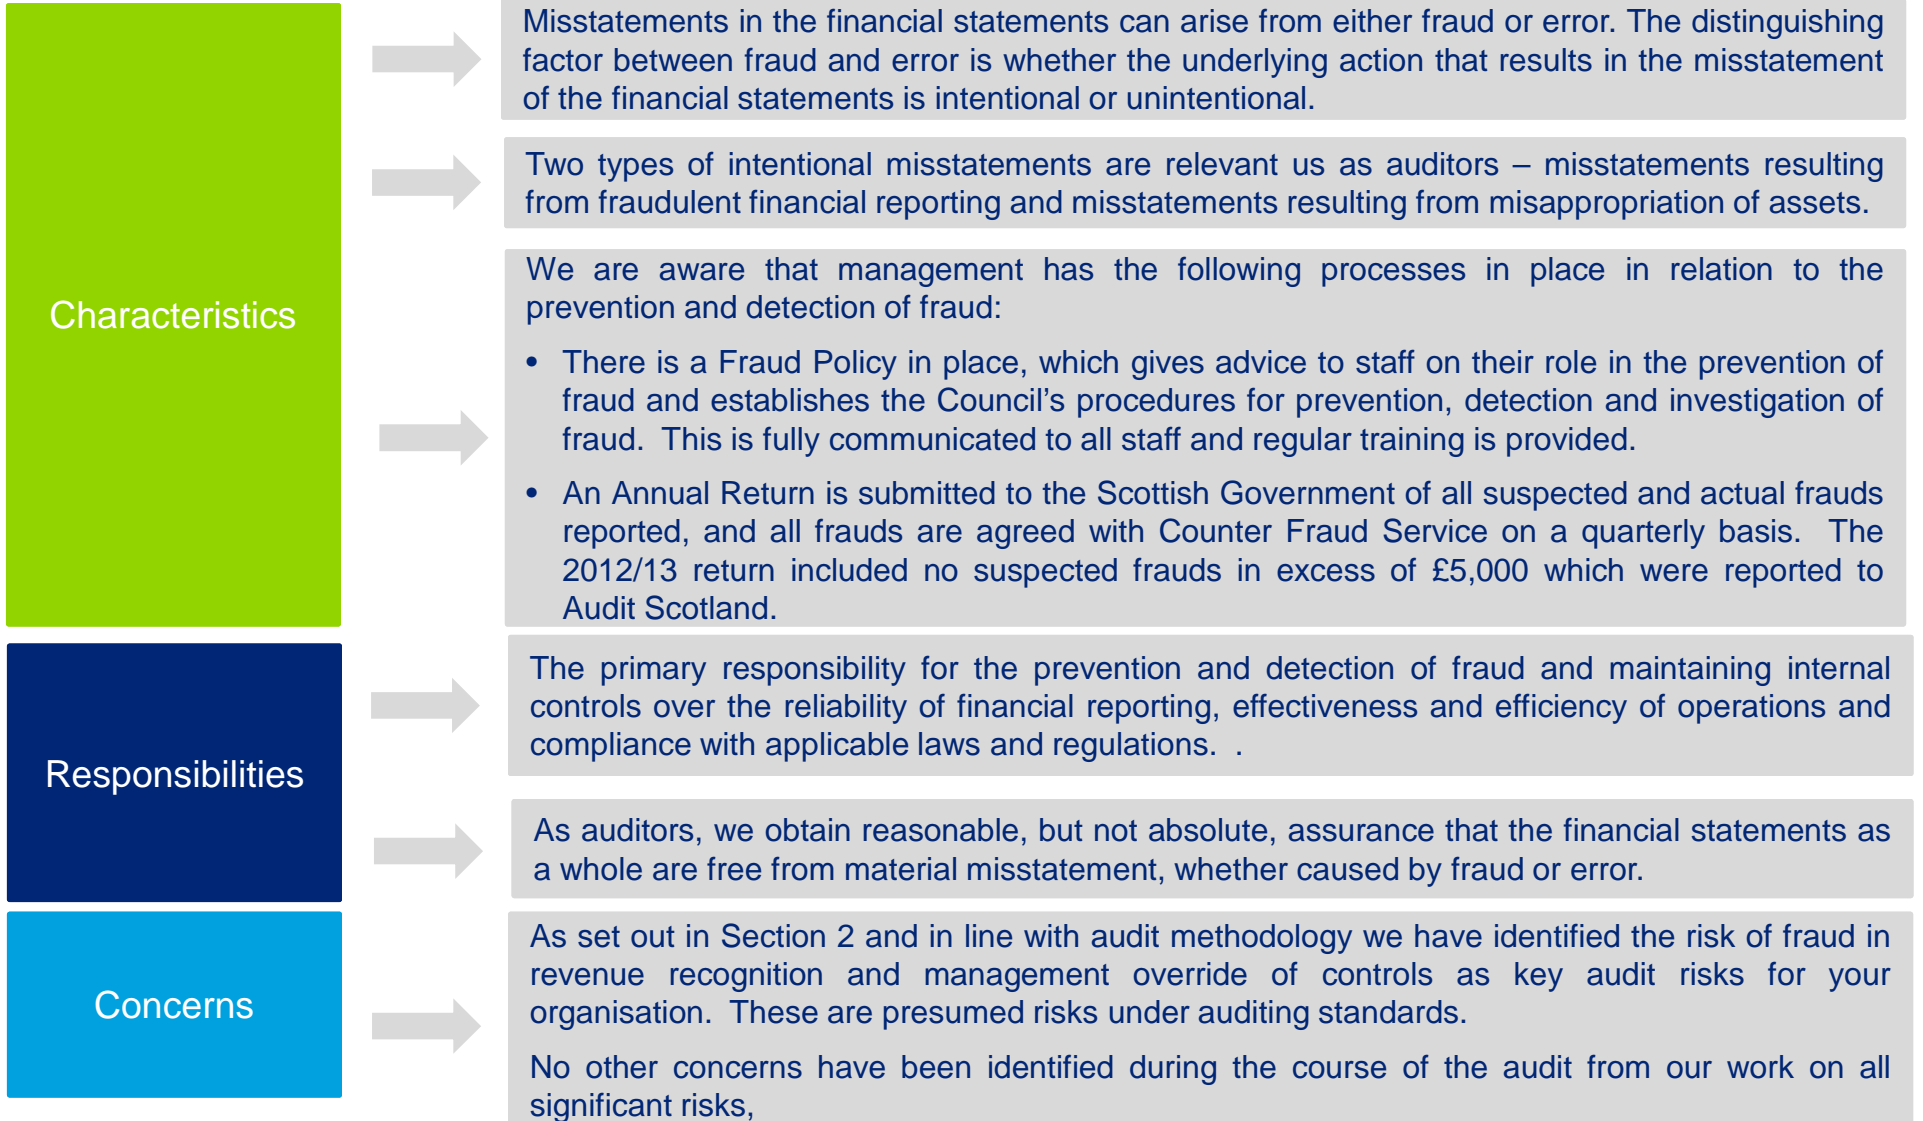 Characteristics
Misstatements in the financial statements can arise from either fraud or error. The distinguishing
factor between fraud and error is whether the underlying action that results in the misstatement
of the financial statements is intentional or unintentional.
Two types of intentional misstatements are relevant us as auditors – misstatements resulting
from fraudulent financial reporting and misstatements resulting from misappropriation of assets.
We are aware that management has the following processes in place in relation to the
prevention and detection of fraud:
• There is a Fraud Policy in place, which gives advice to staff on their role in the prevention of
fraud and establishes the Council’s procedures for prevention, detection and investigation of
fraud. This is fully communicated to all staff and regular training is provided.
• An Annual Return is submitted to the Scottish Government of all suspected and actual frauds
reported, and all frauds are agreed with Counter Fraud Service on a quarterly basis. The
2012/13 return included no suspected frauds in excess of £5,000 which were reported to
Audit Scotland.
Responsibilities
The primary responsibility for the prevention and detection of fraud and maintaining internal
controls over the reliability of financial reporting, effectiveness and efficiency of operations and
compliance with applicable laws and regulations. .
As auditors, we obtain reasonable, but not absolute, assurance that the financial statements as
a whole are free from material misstatement, whether caused by fraud or error.
Concerns
As set out in Section 2 and in line with audit methodology we have identified the risk of fraud in
revenue recognition and management override of controls as key audit risks for your
organisation. These are presumed risks under auditing standards.
No other concerns have been identified during the course of the audit from our work on all
significant risks,